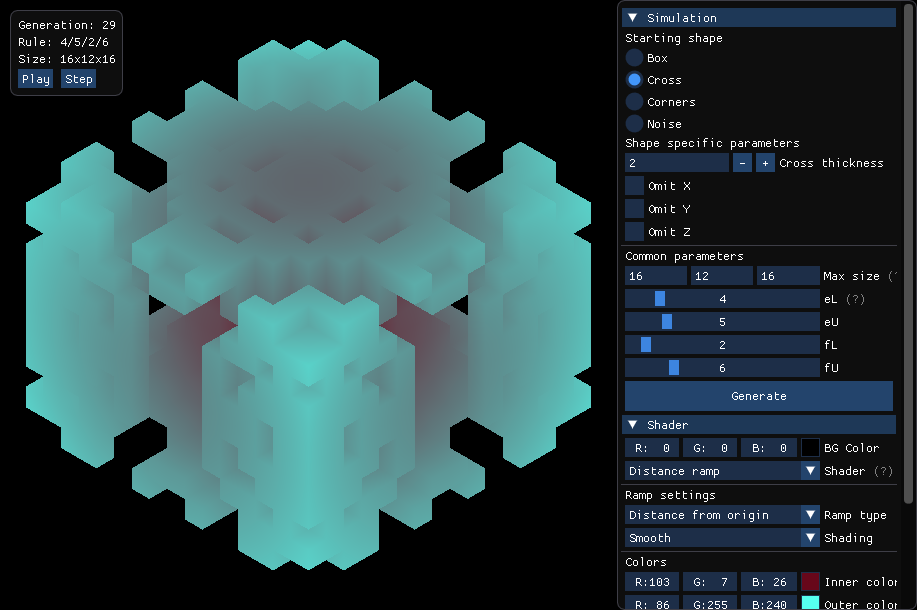 Generation: 29
Rule: 4/5/2/6
Size: 16x12x16
Play Step
Simulation
Starting shape
Box
Cross
Corners
Noise
Shape specific parameters
2 - + Cross thickness
Omit X
Omit Y
Omit Z
Common parameters
16 12 16 Max size (
4 eL (?)
5 eU
2 fL
6 fU
Generate
Shader
R: 0 G: 0 B: 0 BG Color
Distance ramp Shader (?)
Ramp settings
Distance from origin Ramp type
Smooth Shading
Colors
R:103 G: 7 B: 26 Inner color
R: 86 G:255 B:240 Outer color